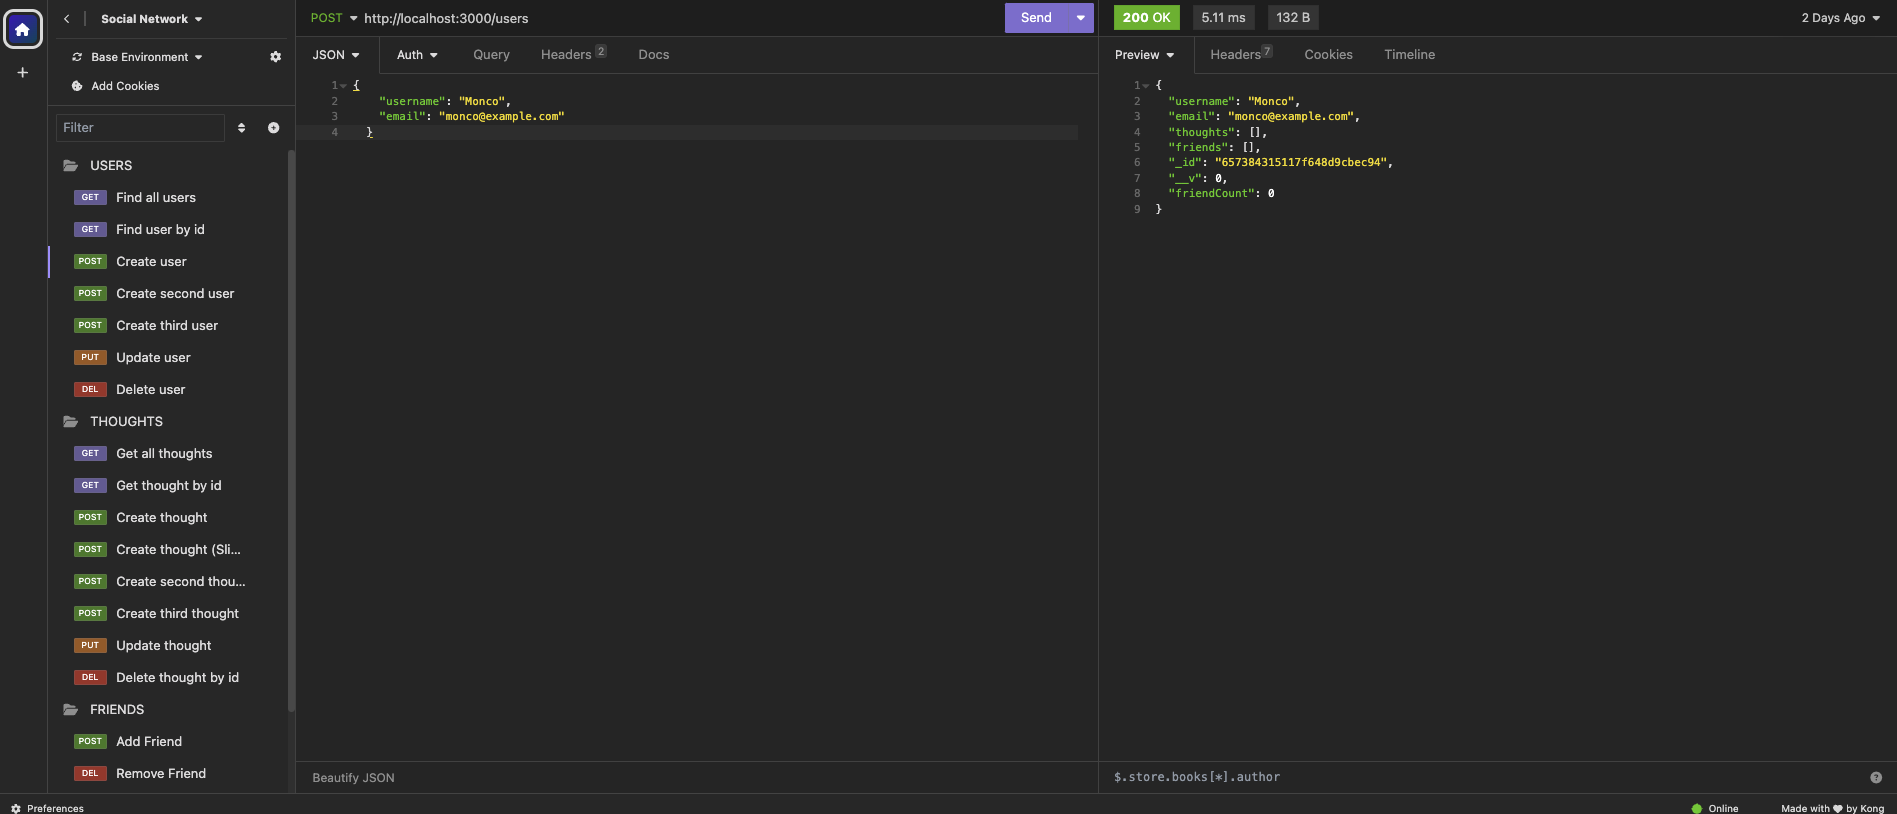 Social Network
Base Environment
Add Cookies
Filter
USERS
GET Find all users
GET Find user by id
POST Create user
POST Create second user
POST Create third user
PUT Update user
DEL Delete user
THOUGHTS
GET Get all thoughts
GET Get thought by id
POST Create thought
POST Create thought (Sli...
POST Create second thou...
POST Create third thought
PUT Update thought
DEL Delete thought by id
FRIENDS
POST Add Friend
DEL Remove Friend
Preferences
POST http://localhost:3000/users Send
JSON Auth Query Headers 2 Docs
1 {
2 "username": "Monco",
3 "email": "monco@example.com"
4 }
Beautify JSON
200 OK 5.11 ms 132 B 2 Days Ago
Preview Headers 7 Cookies Timeline
1 {
2 "username": "Monco",
3 "email": "monco@example.com",
4 "thoughts": [],
5 "friends": [],
6 "_id": "657384315117f648d9cbec94",
7 "__v": 0,
8 "friendCount": 0
9 }
$.store.books[*].author
Online Made with ♥ by Kong